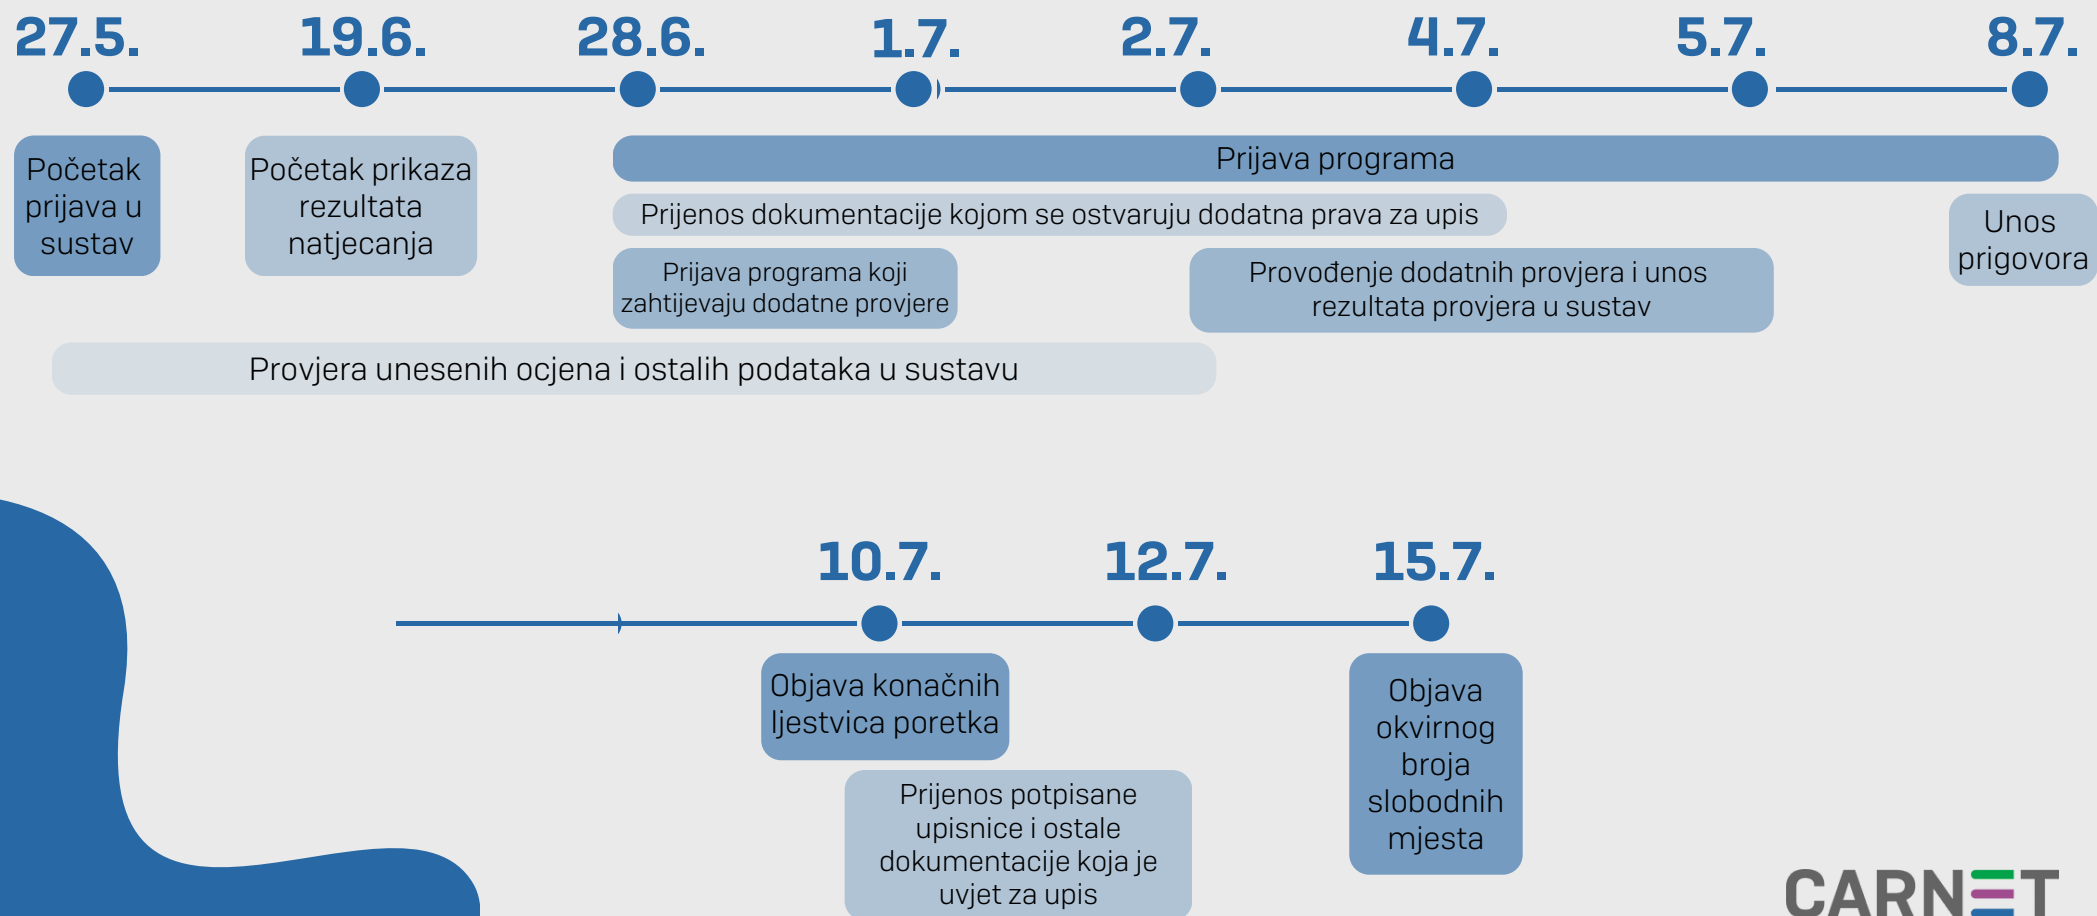 27.5.
19.6.
28.6.
1.7.
2.7.
4.7.
5.7.
8.7.
Početak
prijava u
sustav
Početak prikaza
rezultata
natjecanja
Prijava programa
Prijenos dokumentacije kojom se ostvaruju dodatna prava za upis
Prijava programa koji
zahtijevaju dodatne provjere
Provođenje dodatnih provjera i unos
rezultata provjera u sustav
Unos
prigovora
Provjera unesenih ocjena i ostalih podataka u sustavu
10.7.
12.7.
15.7.
Objava konačnih
ljestvica poretka
Prijenos potpisane
upisnice i ostale
dokumentacije koja je
uvjet za upis
Objava
okvirnog
broja
slobodnih
mjesta
CARNET